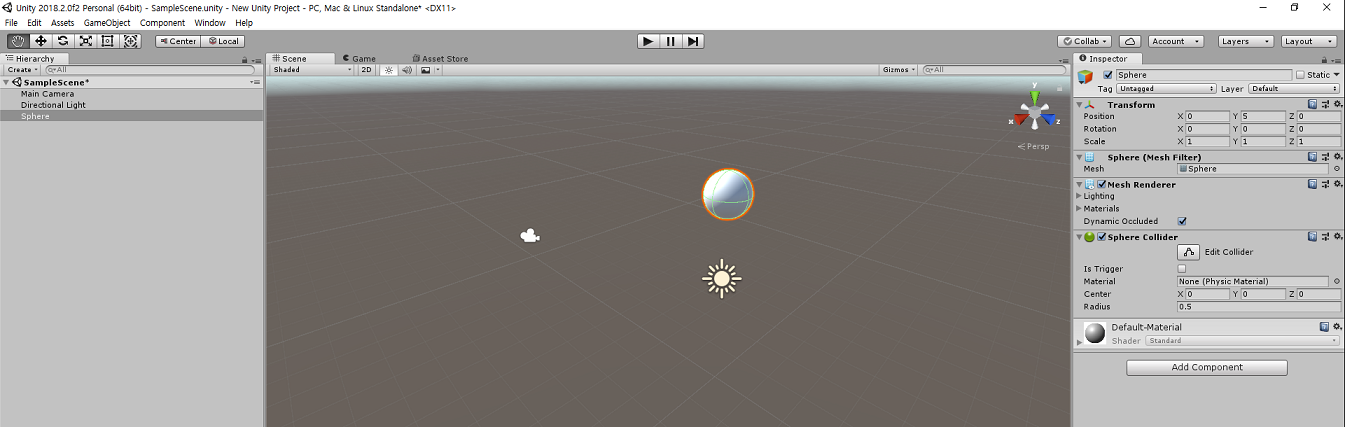 Unity 2018.2.0f2 Personal (64bit) - SampleScene.unity - New Unity Project - PC, Mac & Linux Standalone* <DX11>
File Edit Assets GameObject Component Window Help
Center Local Collab Account Layers Layout
Hierarchy Scene Game Asset Store Inspector
Create All Shaded 2D Gizmos All Sphere Static
Tag Untagged Layer Default
SampleScene*
Main Camera
Directional Light
Sphere
y
x z
Persp
Transform
Position X 0 Y 5 Z 0
Rotation X 0 Y 0 Z 0
Scale X 1 Y 1 Z 1
Sphere (Mesh Filter)
Mesh Sphere
Mesh Renderer
Lighting
Materials
Dynamic Occluded
Sphere Collider
Edit Collider
Is Trigger
Material None (Physic Material)
Center X 0 Y 0 Z 0
Radius 0.5
Default-Material
Shader Standard
Add Component